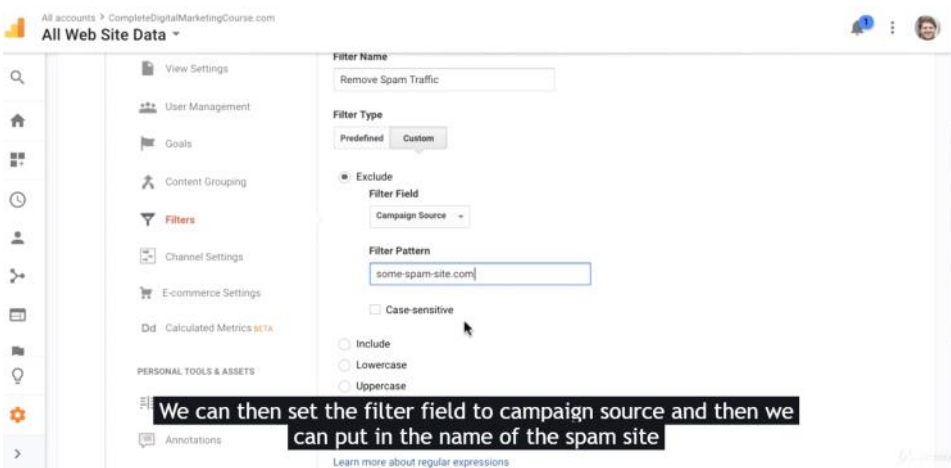 All accounts > CompleteDigitalMarketingCourse.com
All Web Site Data
1
View Settings
User Management
Goals
Content Grouping
Filters
Channel Settings
E-commerce Settings
Dd Calculated Metrics BETA
PERSONAL TOOLS & ASSETS
Annotations
Filter Name
Remove Spam Traffic
Filter Type
Predefined Custom
Exclude
Filter Field
Campaign Source
Filter Pattern
some-spam-site.com
Case-sensitive
Include
Lowercase
Uppercase
We can then set the filter field to campaign source and then we
can put in the name of the spam site
Learn more about regular expressions